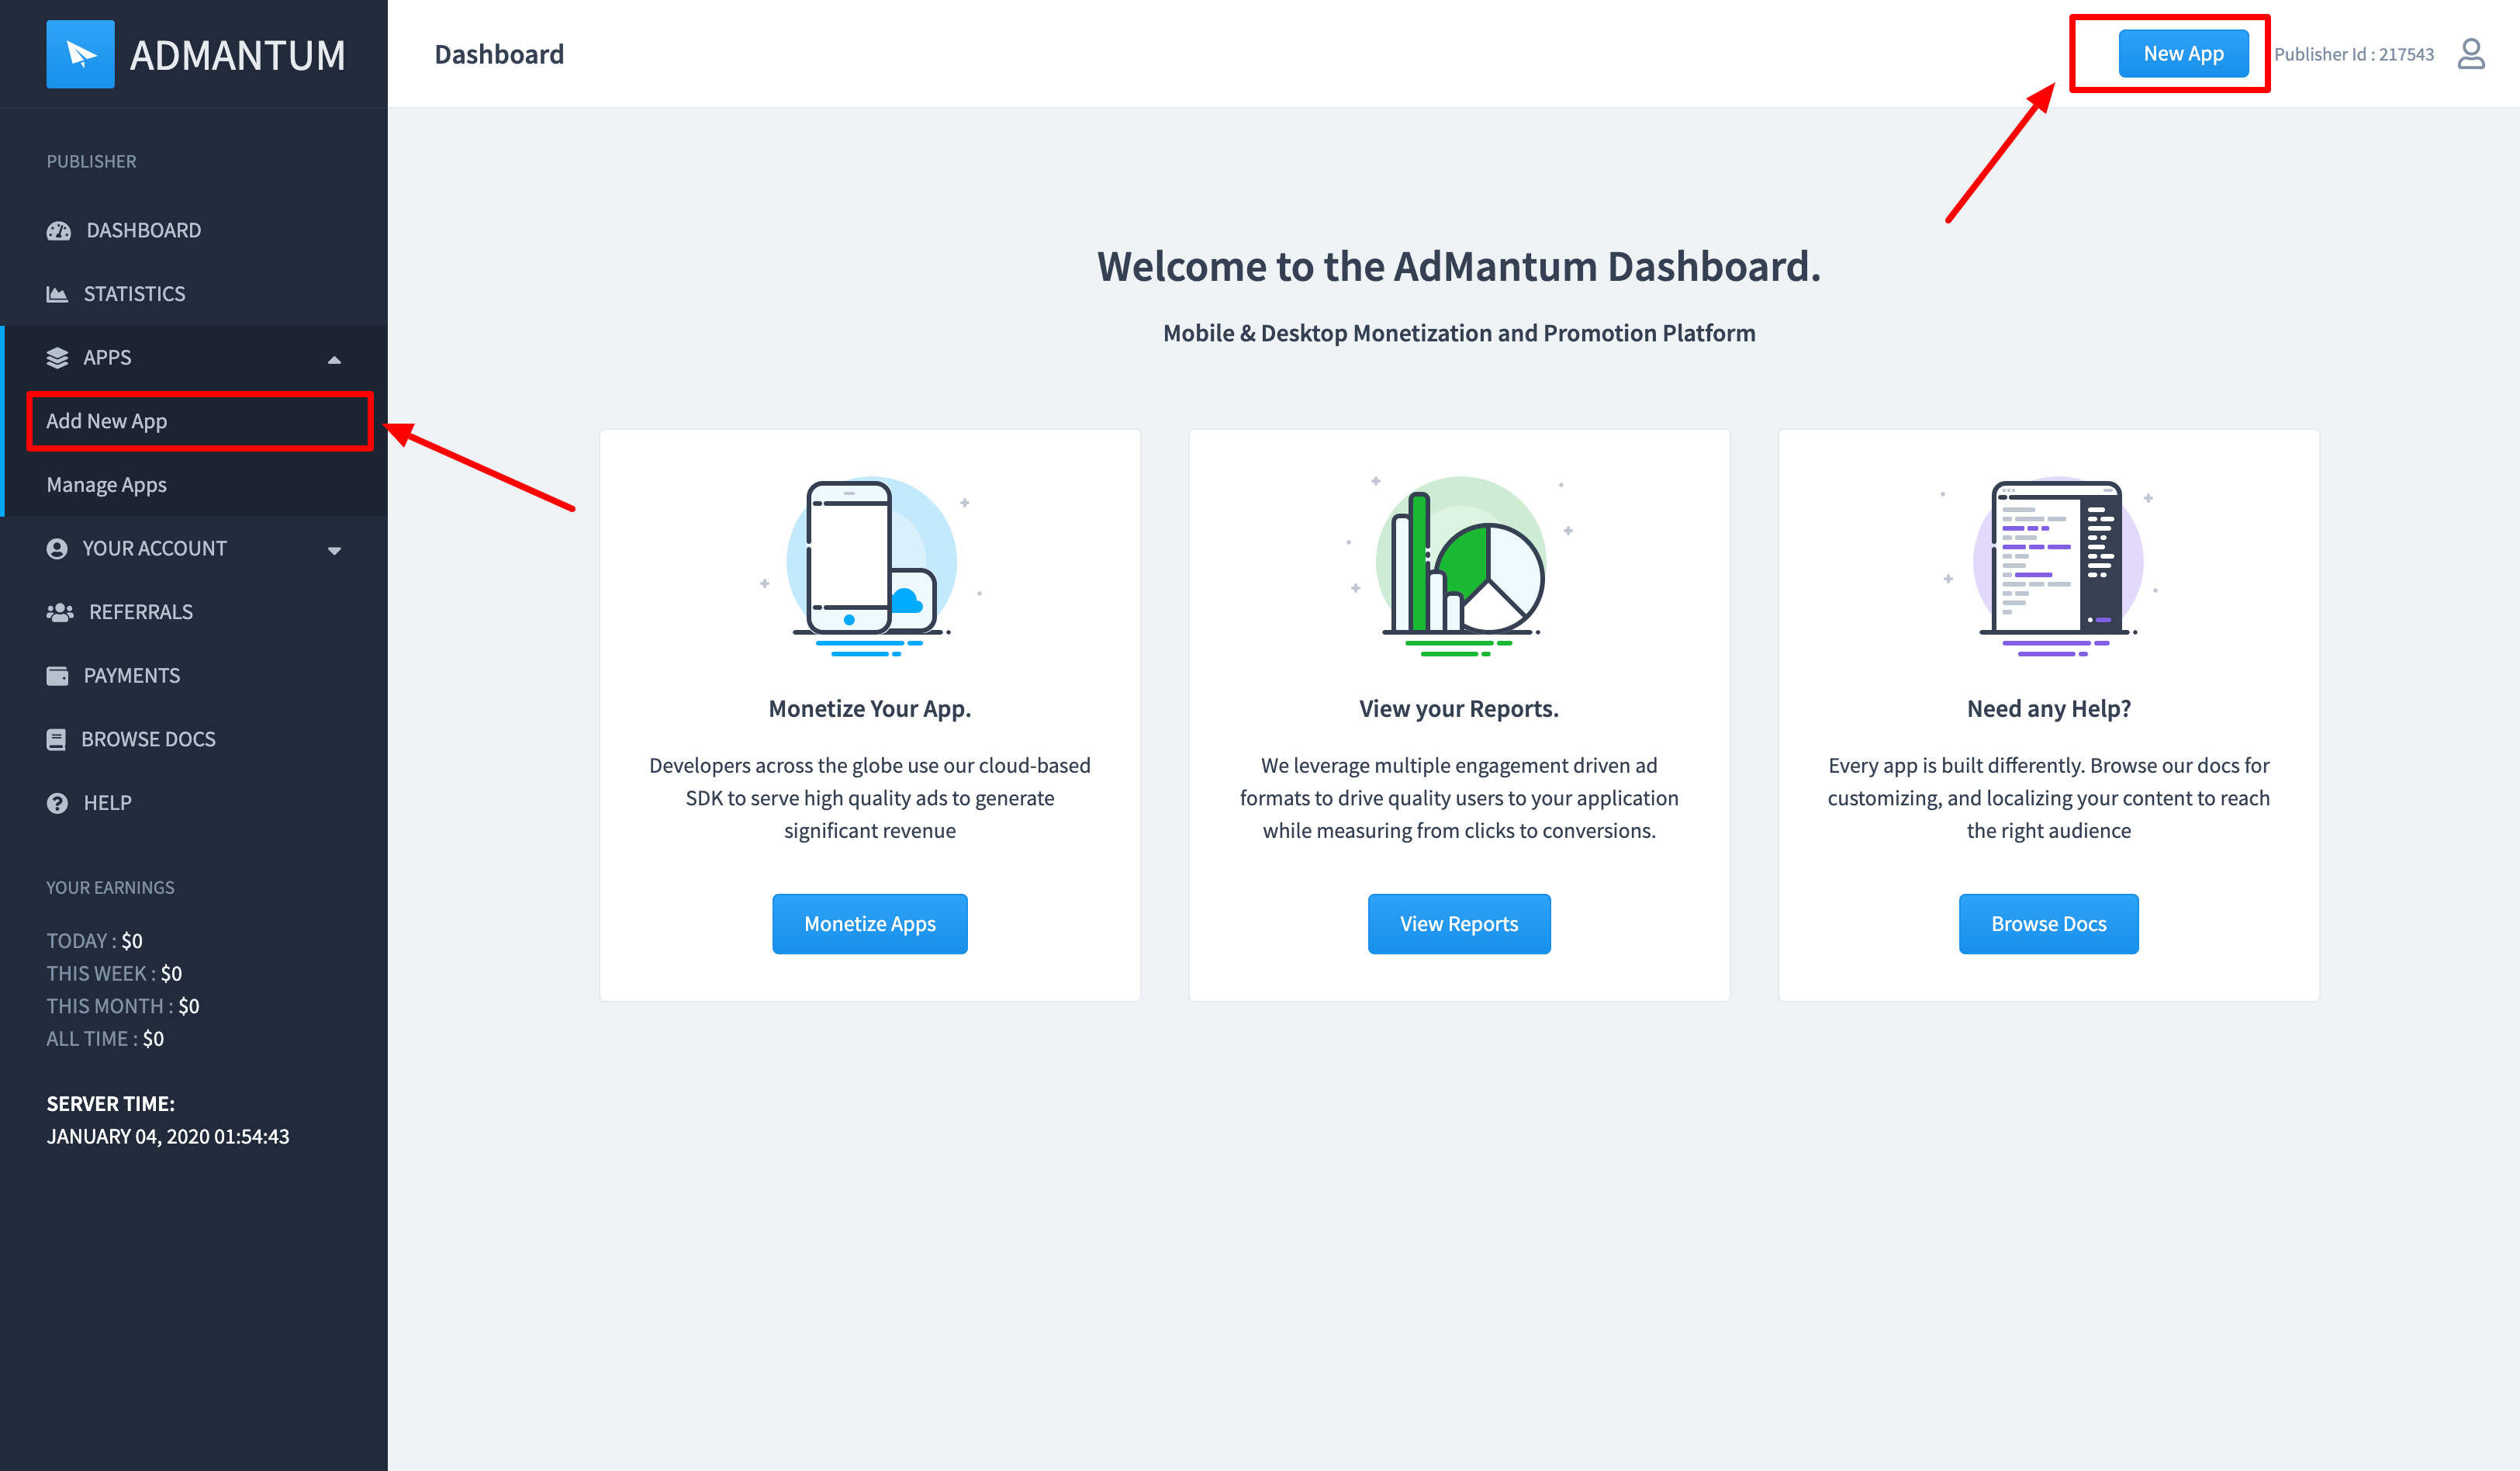 ADMANTUM
Dashboard
New App
Publisher Id : 217543
PUBLISHER
DASHBOARD
STATISTICS
APPS
Add New App
Manage Apps
YOUR ACCOUNT
REFERRALS
PAYMENTS
BROWSE DOCS
HELP
YOUR EARNINGS
TODAY : $0
THIS WEEK : $0
THIS MONTH : $0
ALL TIME : $0
SERVER TIME:
JANUARY 04, 2020 01:54:43
Welcome to the AdMantum Dashboard.
Mobile & Desktop Monetization and Promotion Platform
Monetize Your App.
Developers across the globe use our cloud-based
SDK to serve high quality ads to generate
significant revenue
Monetize Apps
View your Reports.
We leverage multiple engagement driven ad
formats to drive quality users to your application
while measuring from clicks to conversions.
View Reports
Need any Help?
Every app is built differently. Browse our docs for
customizing, and localizing your content to reach
the right audience
Browse Docs